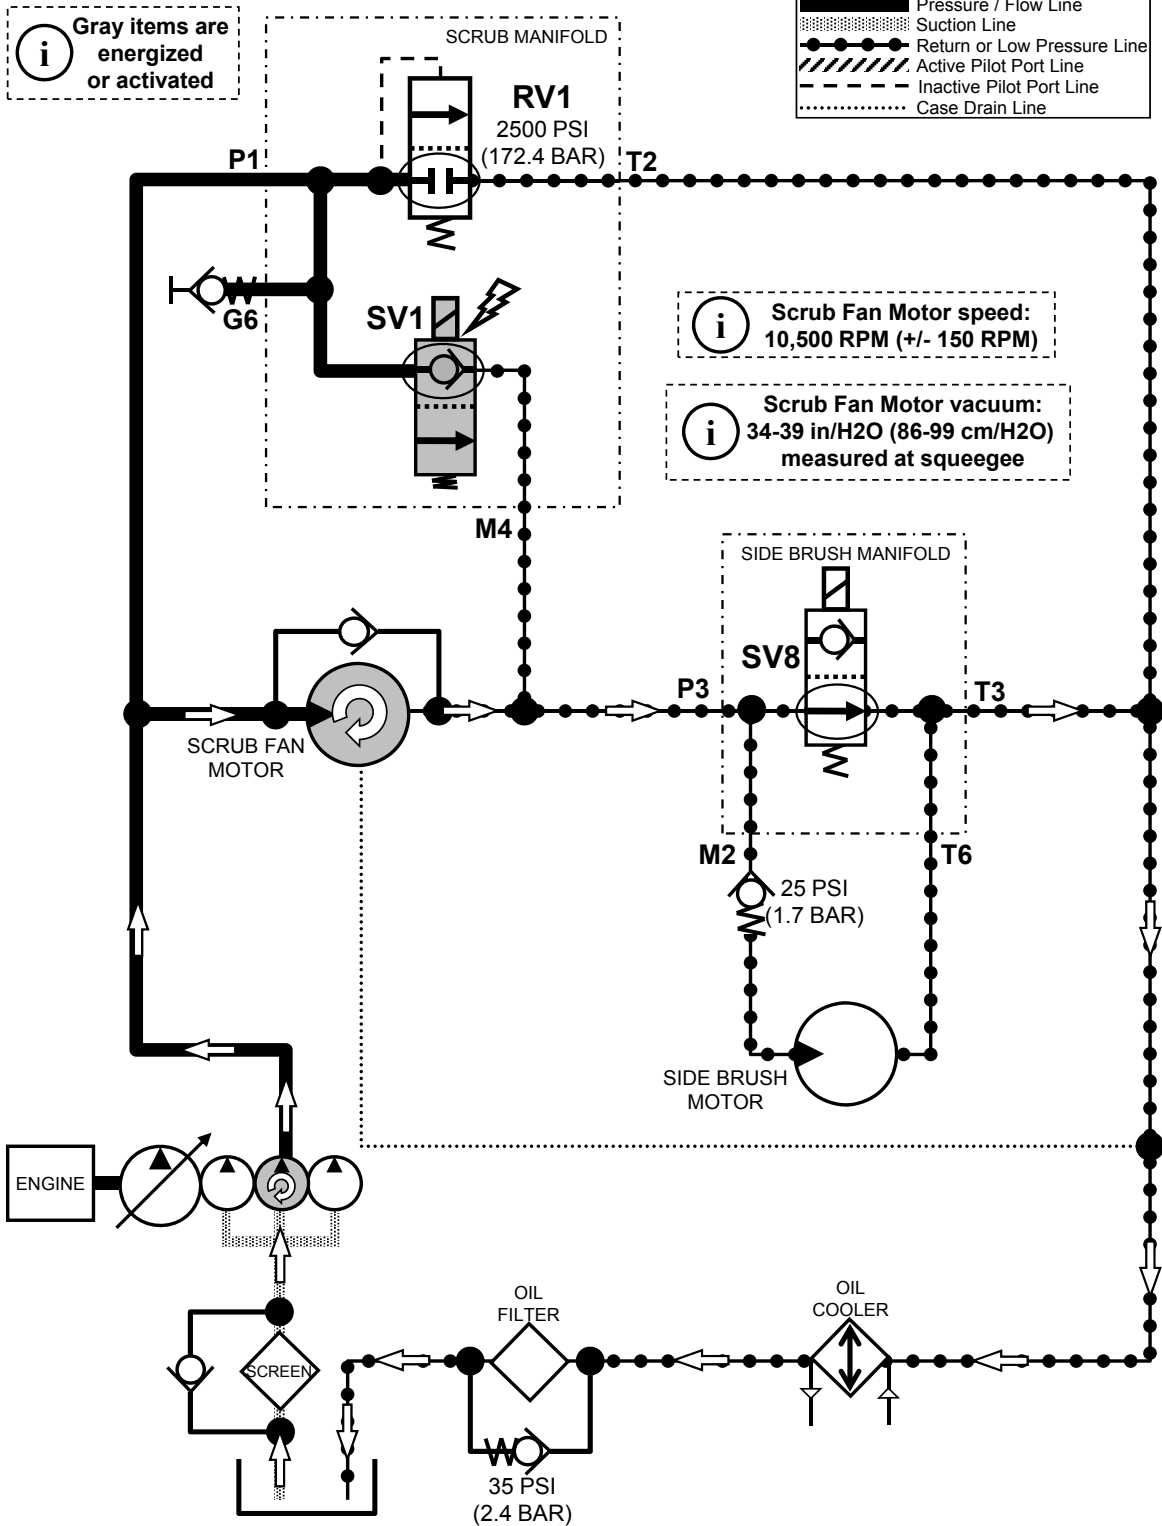 Gray items are
energized
or activated
i
Pressure / Flow Line
Suction Line
Return or Low Pressure Line
Active Pilot Port Line
Inactive Pilot Port Line
Case Drain Line
SCRUB MANIFOLD
RV1
2500 PSI
(172.4 BAR)
P1
T2
G6
SV1
i
Scrub Fan Motor speed:
10,500 RPM (+/- 150 RPM)
i
Scrub Fan Motor vacuum:
34-39 in/H2O (86-99 cm/H2O)
measured at squeegee
M4
SIDE BRUSH MANIFOLD
SV8
P3
T3
SCRUB FAN
MOTOR
M2
T6
25 PSI
(1.7 BAR)
SIDE BRUSH
MOTOR
ENGINE
OIL
FILTER
OIL
COOLER
SCREEN
35 PSI
(2.4 BAR)